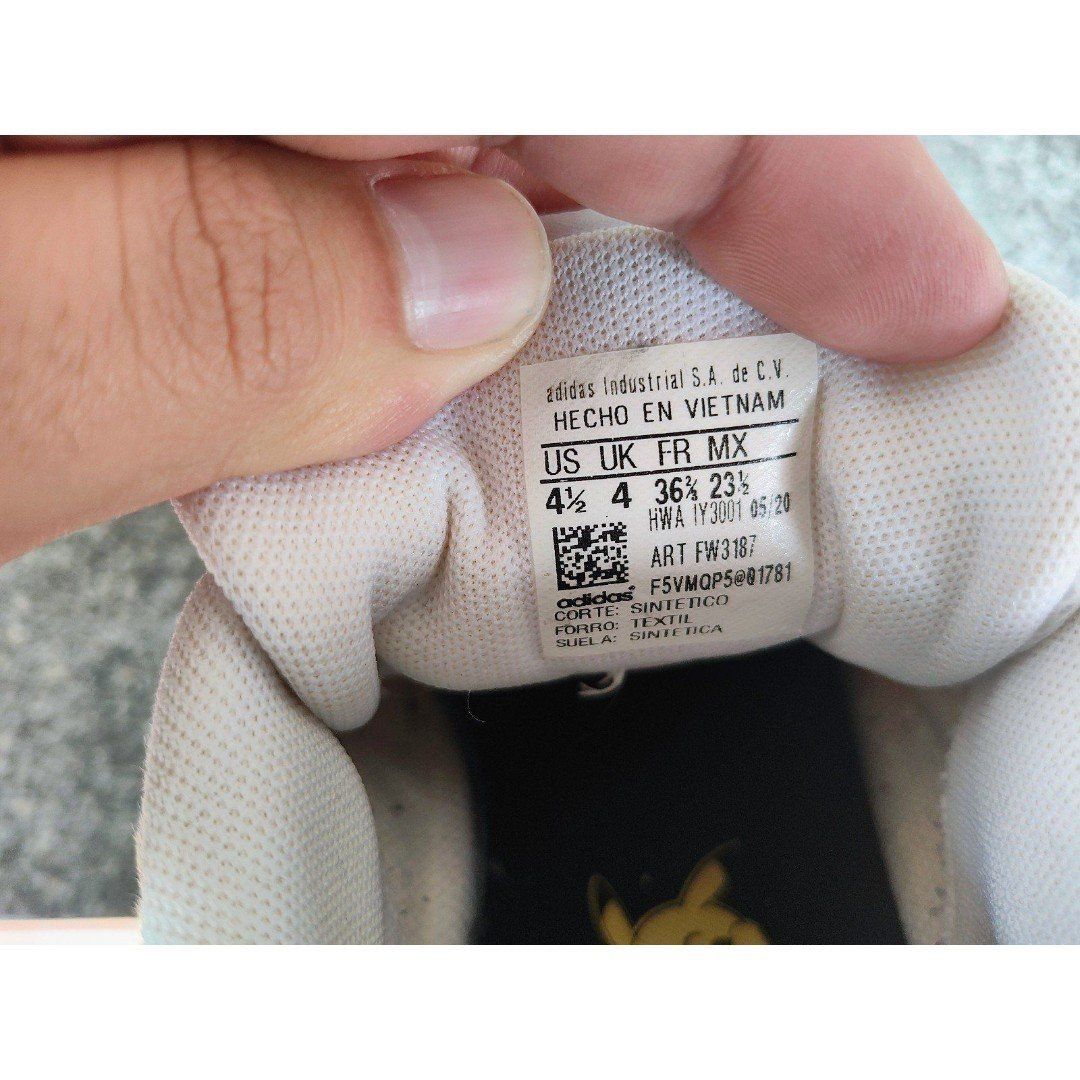 adidas Industrial S.A. de C.V.
HECHO EN VIETNAM
US UK FR MX
4½ 4 36⅔ 23½
HWA IY3001 05/20
ART FW3187
F5VMQP5@01781
adidas
CORTE: SINTETICO
FORRO: TEXTIL
SUELA: SINTETICA